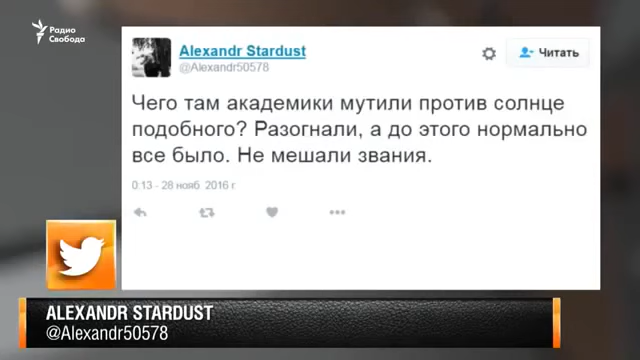 Радио
Свобода
Alexandr Stardust
@Alexandr50578
Читать
Чего там академики мутили против солнце
подобного? Разогнали, а до этого нормально
все было. Не мешали звания.
0:13 - 28 нояб. 2016 г.
ALEXANDR STARDUST
@Alexandr50578